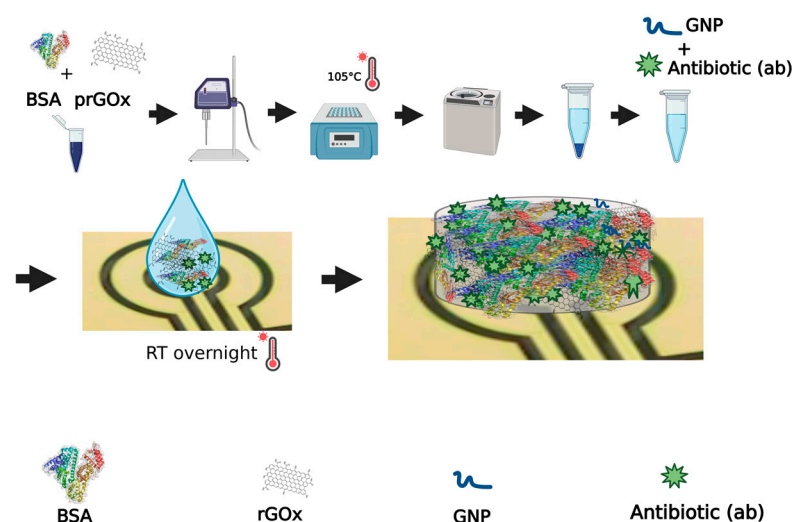 GNP
+
Antibiotic (ab)
+
BSA prGOx
105°C
RT overnight
BSA
rGOx
GNP
Antibiotic (ab)